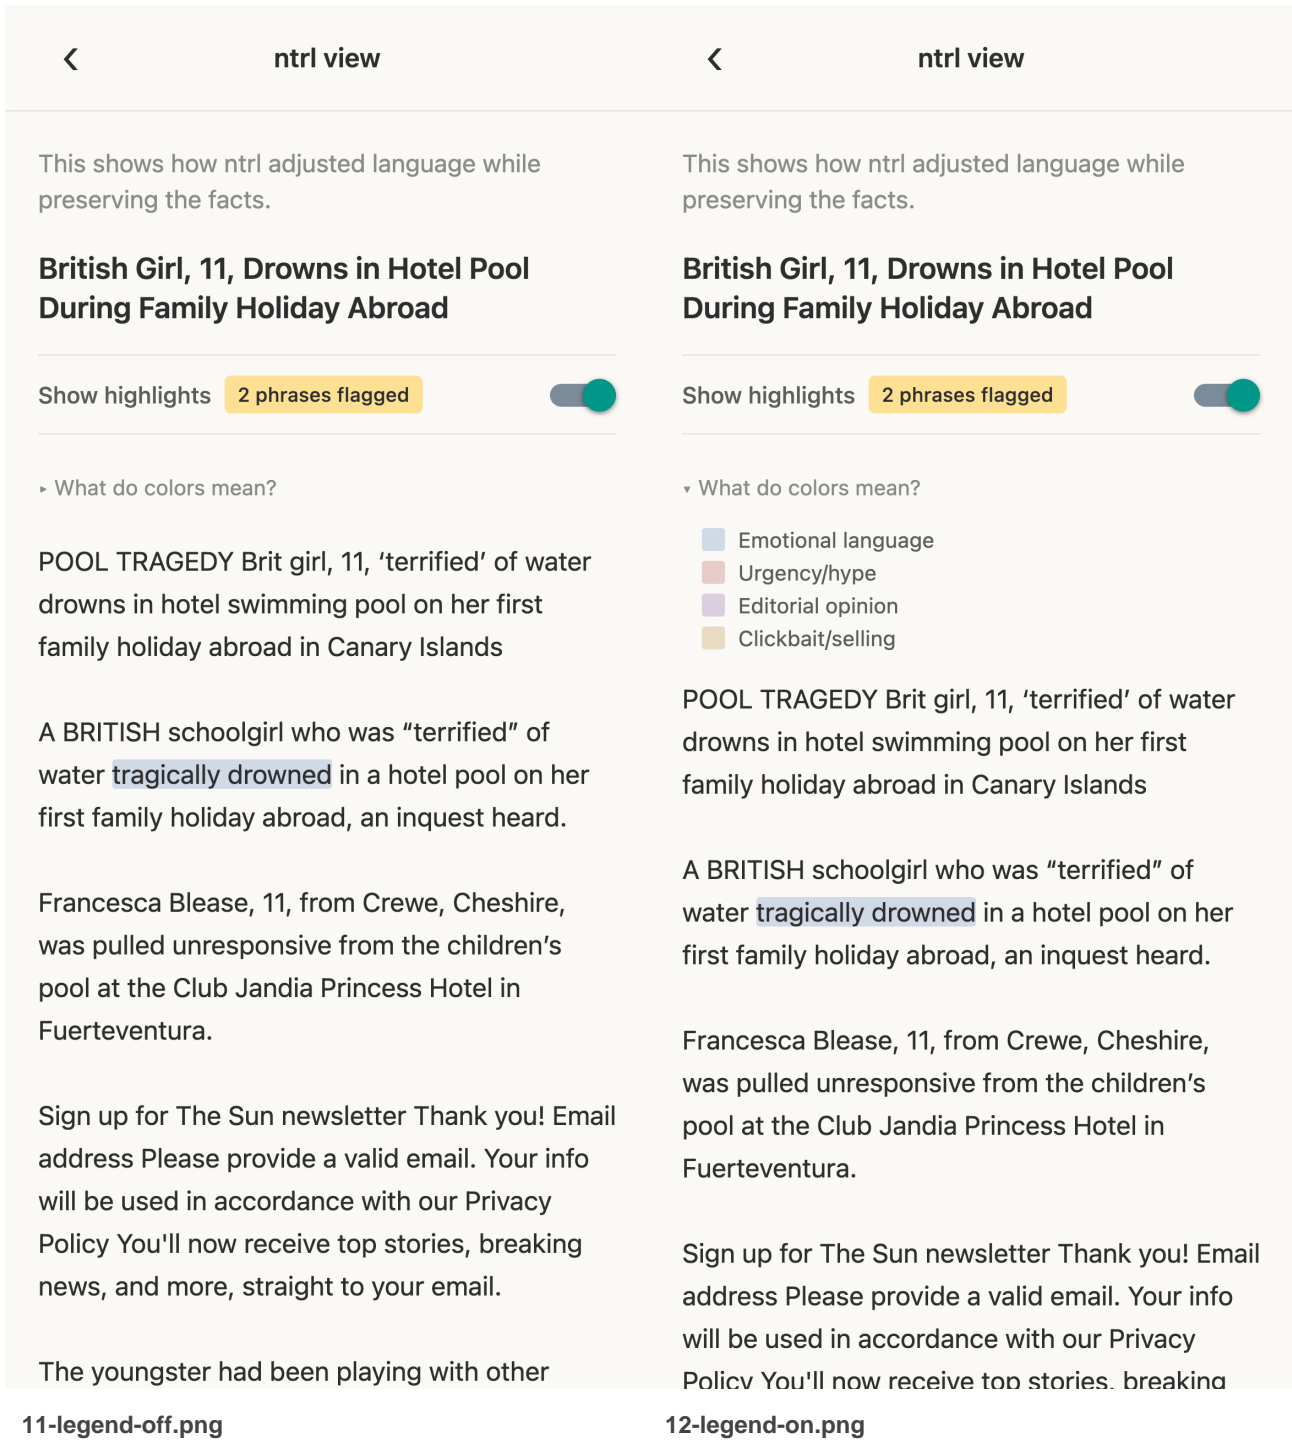 ntrl view
This shows how ntrl adjusted language while
preserving the facts.
British Girl, 11, Drowns in Hotel Pool
During Family Holiday Abroad
Show highlights 2 phrases flagged
What do colors mean?
POOL TRAGEDY Brit girl, 11, ‘terrified’ of water
drowns in hotel swimming pool on her first
family holiday abroad in Canary Islands
A BRITISH schoolgirl who was “terrified” of
water tragically drowned in a hotel pool on her
first family holiday abroad, an inquest heard.
Francesca Blease, 11, from Crewe, Cheshire,
was pulled unresponsive from the children’s
pool at the Club Jandia Princess Hotel in
Fuerteventura.
Sign up for The Sun newsletter Thank you! Email
address Please provide a valid email. Your info
will be used in accordance with our Privacy
Policy You'll now receive top stories, breaking
news, and more, straight to your email.
The youngster had been playing with other
11-legend-off.png
ntrl view
This shows how ntrl adjusted language while
preserving the facts.
British Girl, 11, Drowns in Hotel Pool
During Family Holiday Abroad
Show highlights 2 phrases flagged
What do colors mean?
Emotional language
Urgency/hype
Editorial opinion
Clickbait/selling
POOL TRAGEDY Brit girl, 11, ‘terrified’ of water
drowns in hotel swimming pool on her first
family holiday abroad in Canary Islands
A BRITISH schoolgirl who was “terrified” of
water tragically drowned in a hotel pool on her
first family holiday abroad, an inquest heard.
Francesca Blease, 11, from Crewe, Cheshire,
was pulled unresponsive from the children’s
pool at the Club Jandia Princess Hotel in
Fuerteventura.
Sign up for The Sun newsletter Thank you! Email
address Please provide a valid email. Your info
will be used in accordance with our Privacy
Policy You'll now receive top stories, breaking
12-legend-on.png